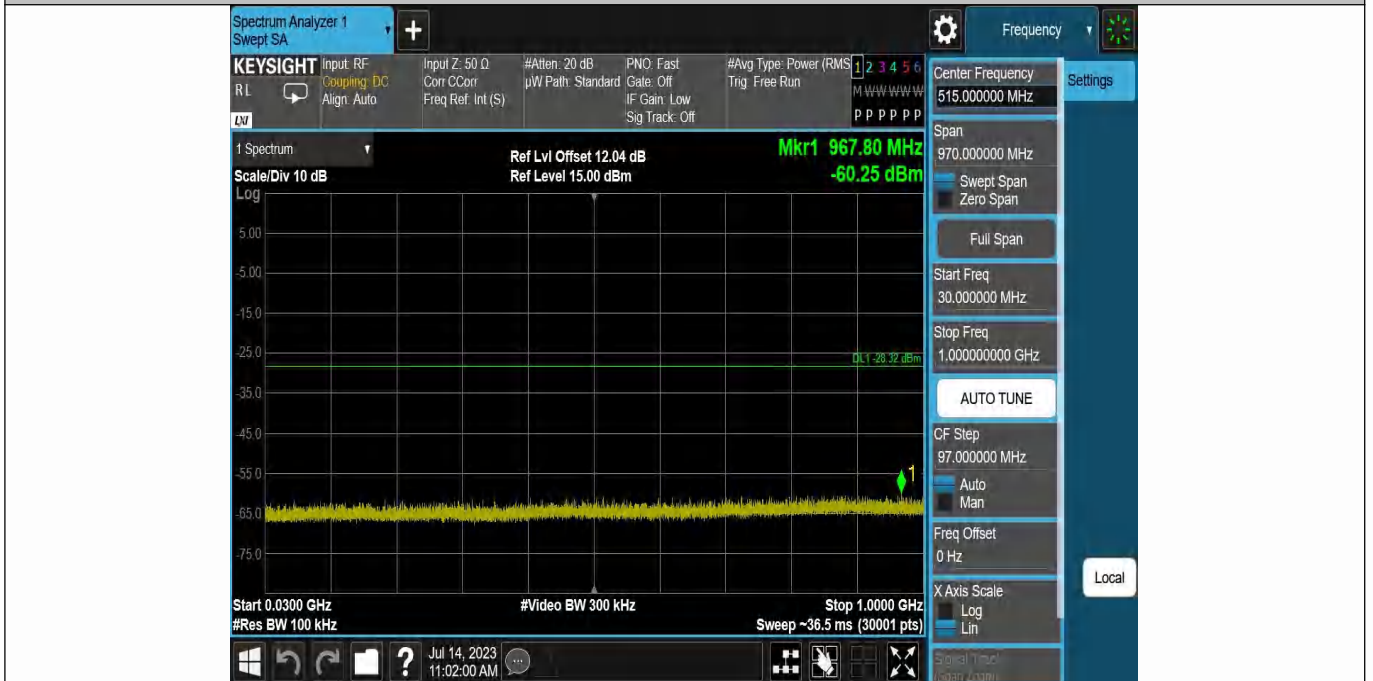 Spectrum Analyzer 1
Swept SA
+
Frequency
KEYSIGHT
RL
LXI
Input: RF
Coupling: DC
Align: Auto
Input Z: 50 Ω
Corr CCorr
Freq Ref: Int (S)
#Atten: 20 dB
µW Path: Standard
PNO: Fast
Gate: Off
IF Gain: Low
Sig Track: Off
#Avg Type: Power (RMS
Trig: Free Run
1 2 3 4 5 6
M W W W W W
P P P P P P
Center Frequency
515.000000 MHz
Settings
1 Spectrum
Scale/Div 10 dB
Ref Lvl Offset 12.04 dB
Ref Level 15.00 dBm
Mkr1 967.80 MHz
-60.25 dBm
Log
5.00
-5.00
-15.0
-25.0
DL1 -28.32 dBm
-35.0
-45.0
-55.0
1
-65.0
-75.0
Start 0.0300 GHz
#Res BW 100 kHz
#Video BW 300 kHz
Stop 1.0000 GHz
Sweep ~36.5 ms (30001 pts)
Span
970.000000 MHz
Swept Span
Zero Span
Full Span
Start Freq
30.000000 MHz
Stop Freq
1.000000000 GHz
AUTO TUNE
CF Step
97.000000 MHz
Auto
Man
Freq Offset
0 Hz
X Axis Scale
Log
Lin
Signal Track
(Span Zoom)
Local
?
Jul 14, 2023
11:02:00 AM